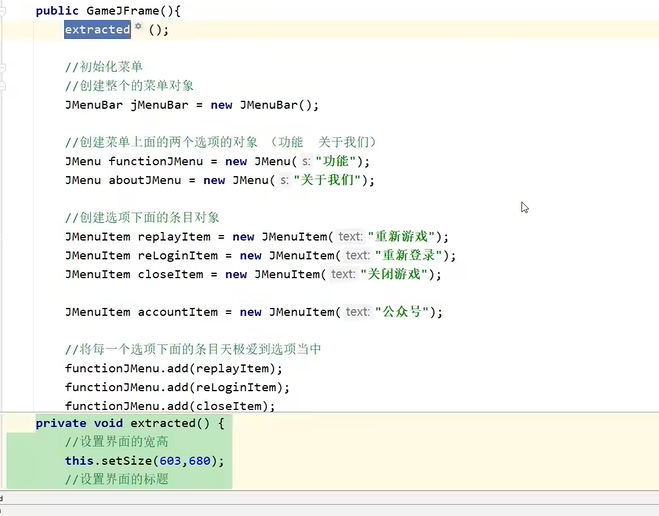 public GameJFrame(){
extracted ();
//初始化菜单
//创建整个的菜单对象
JMenuBar jMenuBar = new JMenuBar();
//创建菜单上面的两个选项的对象 （功能 关于我们）
JMenu functionJMenu = new JMenu( s: "功能");
JMenu aboutJMenu = new JMenu( s: "关于我们");
//创建选项下面的条目对象
JMenuItem replayItem = new JMenuItem( text: "重新游戏");
JMenuItem reLoginItem = new JMenuItem( text: "重新登录");
JMenuItem closeItem = new JMenuItem( text: "关闭游戏");
JMenuItem accountItem = new JMenuItem( text: "公众号");
//将每一个选项下面的条目天极爱到选项当中
functionJMenu.add(replayItem);
functionJMenu.add(reLoginItem);
functionJMenu.add(closeItem);
private void extracted() {
//设置界面的宽高
this.setSize(603,680);
//设置界面的标题